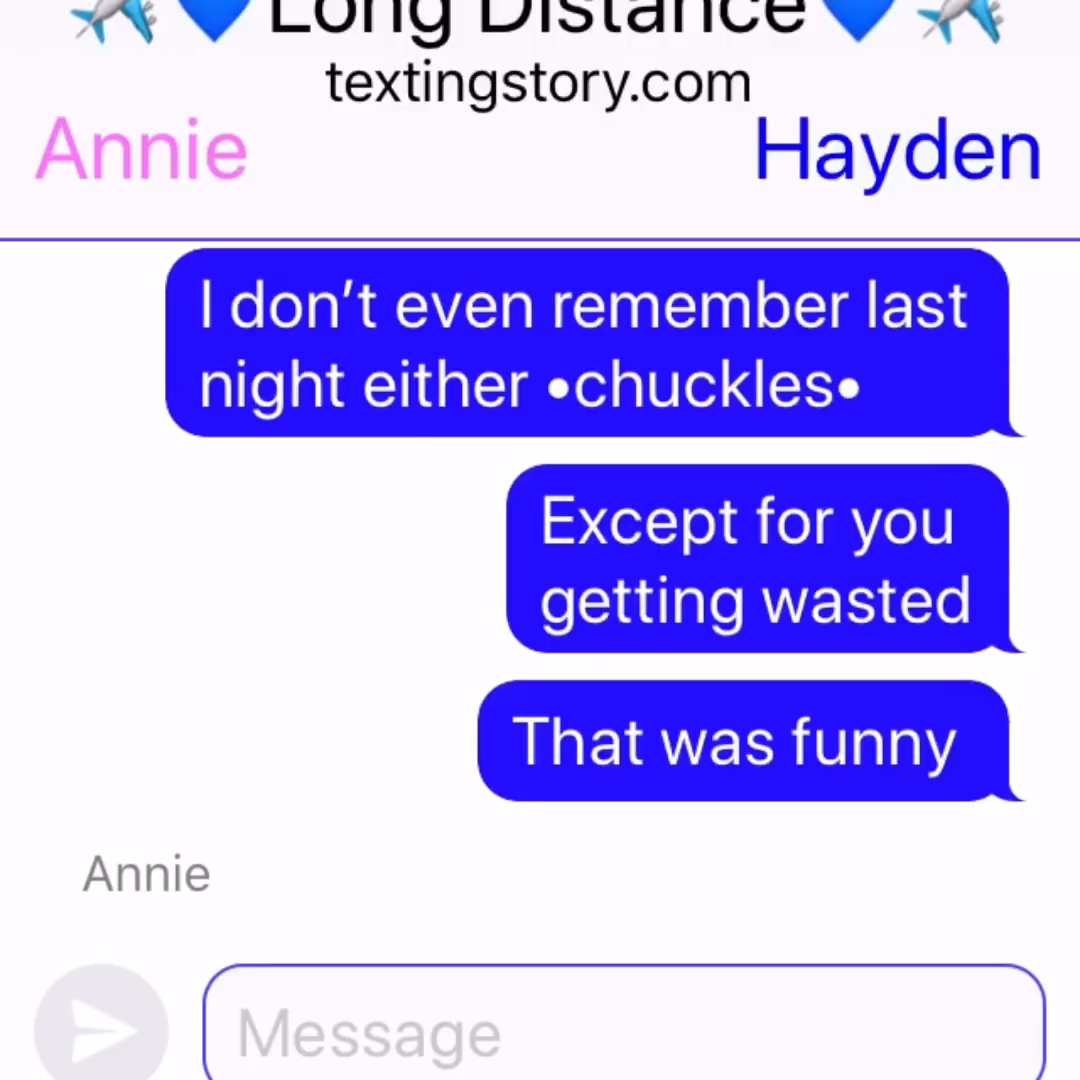 Long Distance
textingstory.com
Annie
Hayden
I don’t even remember last
night either •chuckles•
Except for you
getting wasted
That was funny
Annie
Message